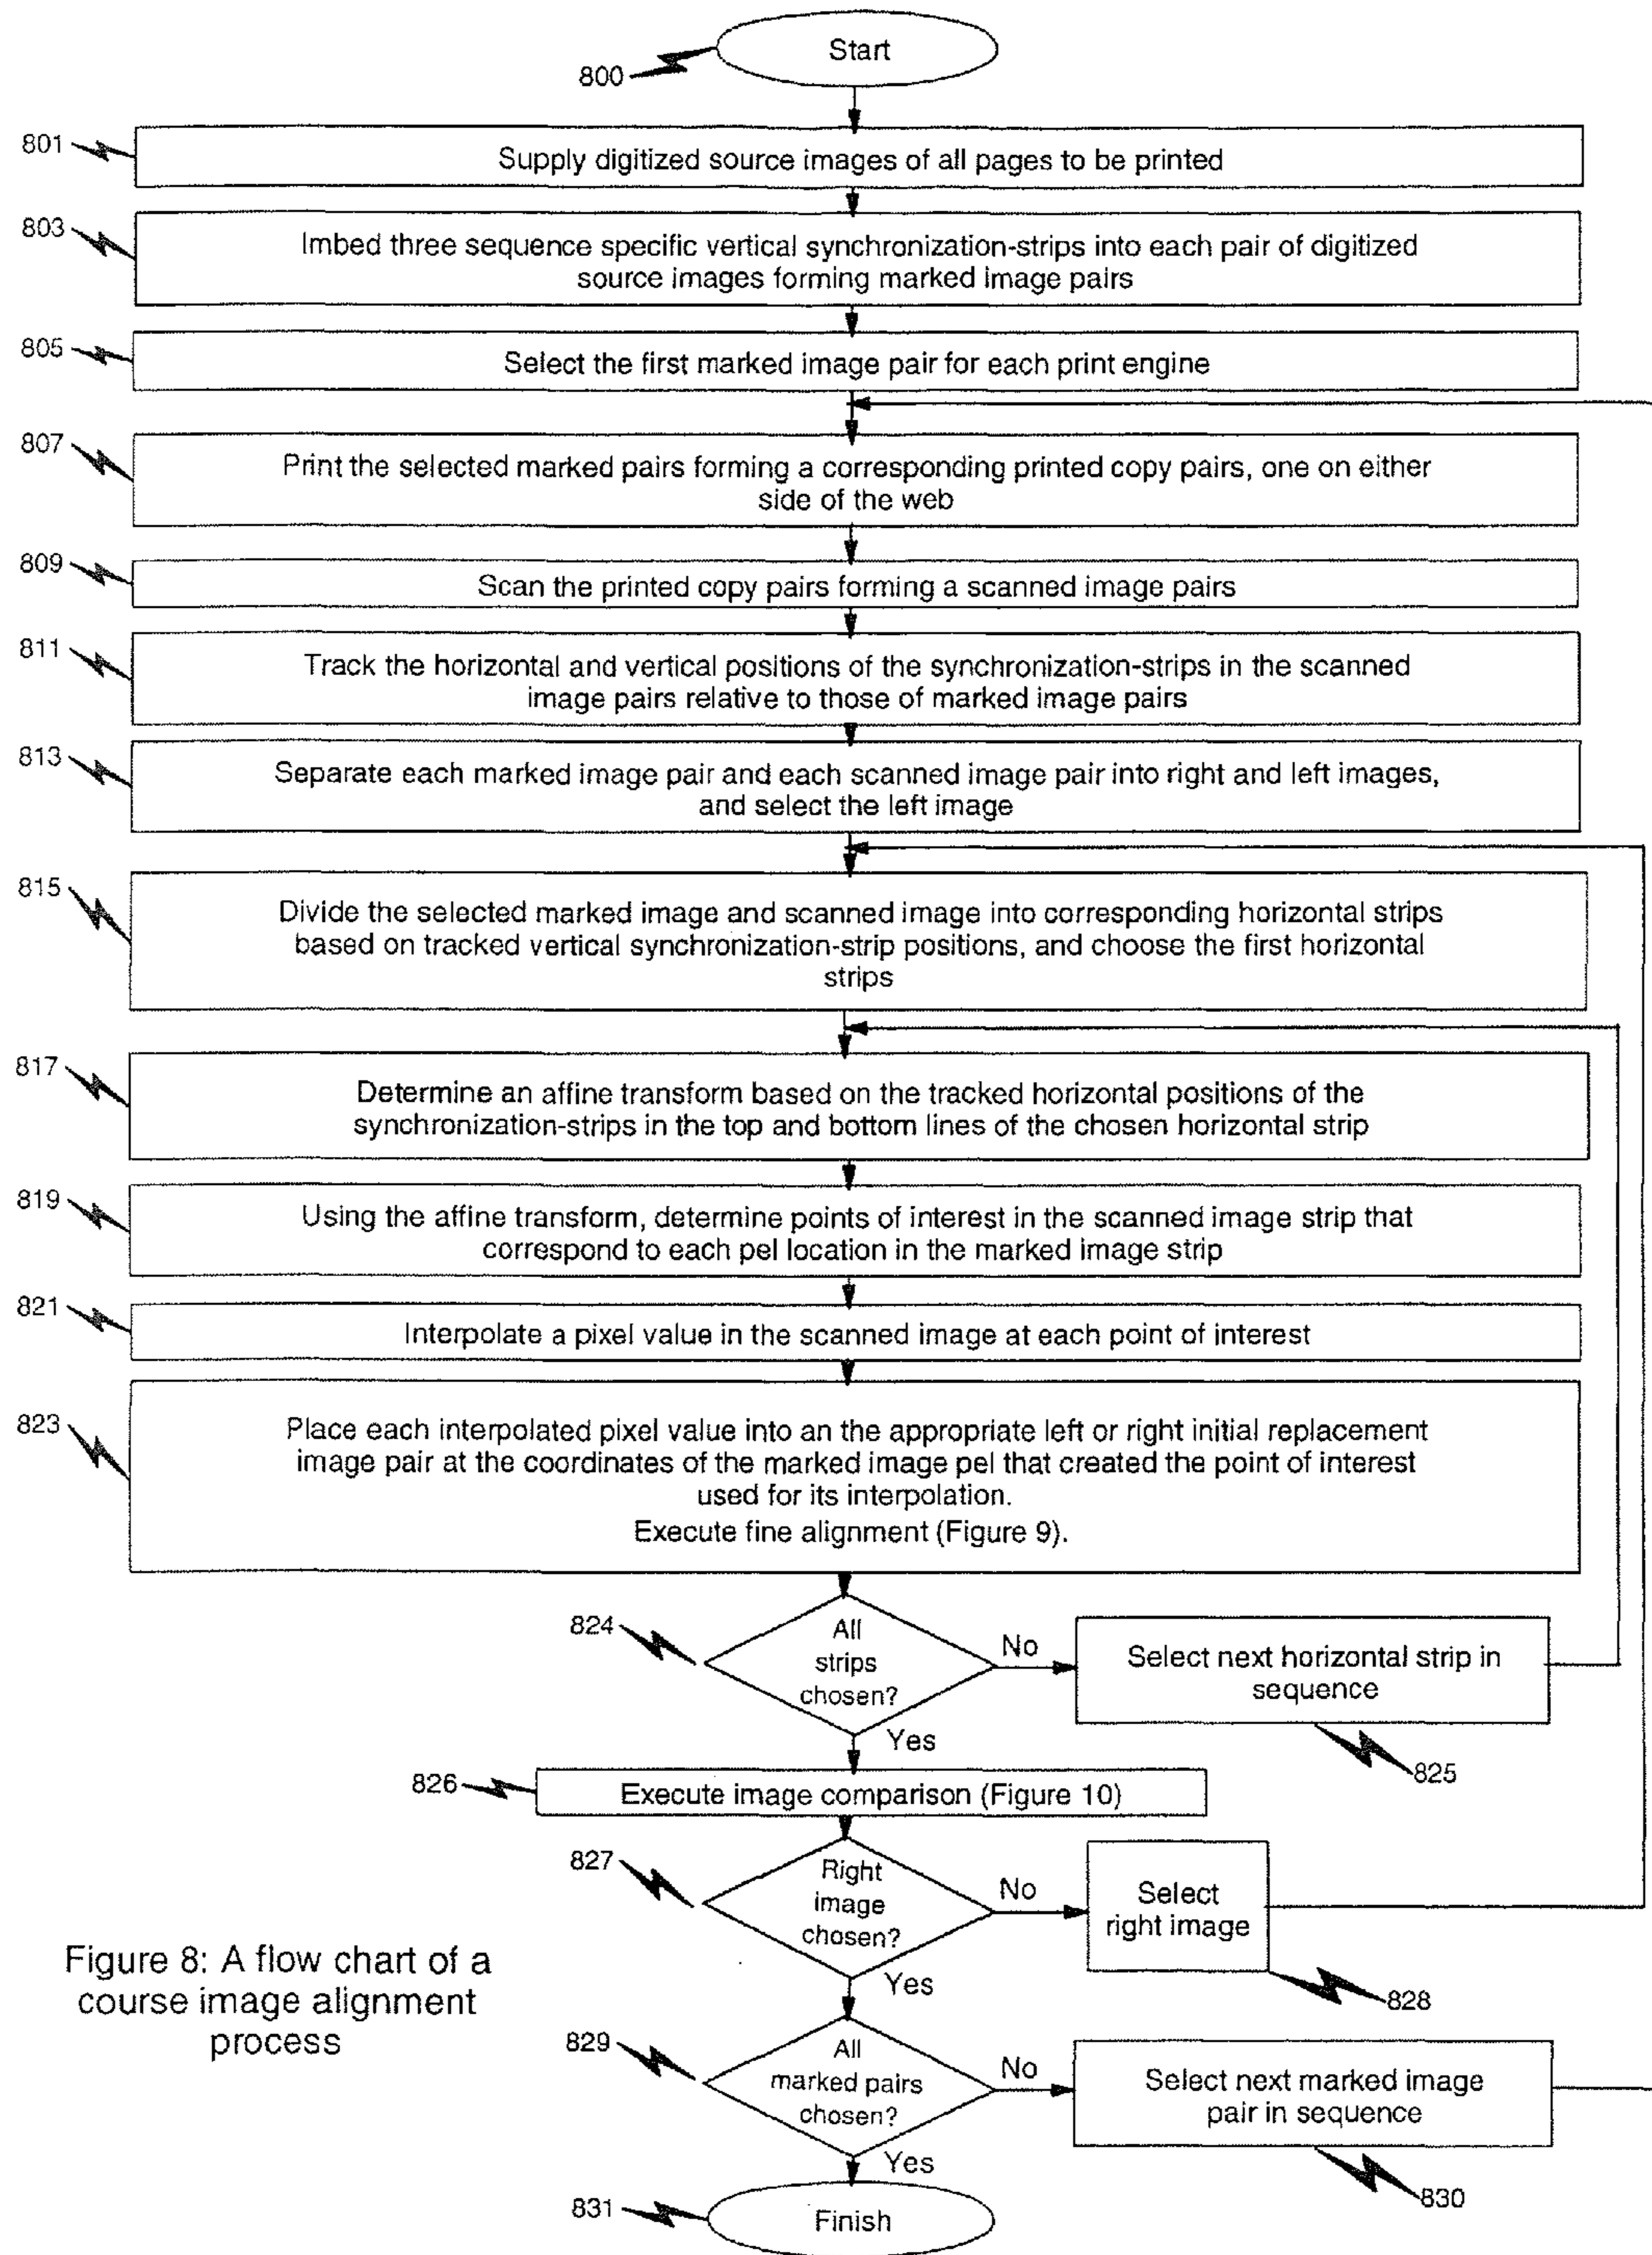 Start
800
801
Supply digitized source images of all pages to be printed
803
Imbed three sequence specific vertical synchronization-strips into each pair of digitized
source images forming marked image pairs
805
Select the first marked image pair for each print engine
807
Print the selected marked pairs forming a corresponding printed copy pairs, one on either
side of the web
809
Scan the printed copy pairs forming a scanned image pairs
811
Track the horizontal and vertical positions of the synchronization-strips in the scanned
image pairs relative to those of marked image pairs
813
Separate each marked image pair and each scanned image pair into right and left images,
and select the left image
815
Divide the selected marked image and scanned image into corresponding horizontal strips
based on tracked vertical synchronization-strip positions, and choose the first horizontal
strips
817
Determine an affine transform based on the tracked horizontal positions of the
synchronization-strips in the top and bottom lines of the chosen horizontal strip
819
Using the affine transform, determine points of interest in the scanned image strip that
correspond to each pel location in the marked image strip
821
Interpolate a pixel value in the scanned image at each point of interest
823
Place each interpolated pixel value into an the appropriate left or right initial replacement
image pair at the coordinates of the marked image pel that created the point of interest
used for its interpolation.
Execute fine alignment (Figure 9).
824
All
strips
chosen?
No
Select next horizontal strip in
sequence
825
Yes
826
Execute image comparison (Figure 10)
827
Right
image
chosen?
No
Select
right image
828
Yes
Figure 8: A flow chart of a
course image alignment
process
829
All
marked pairs
chosen?
No
Select next marked image
pair in sequence
830
Yes
831
Finish